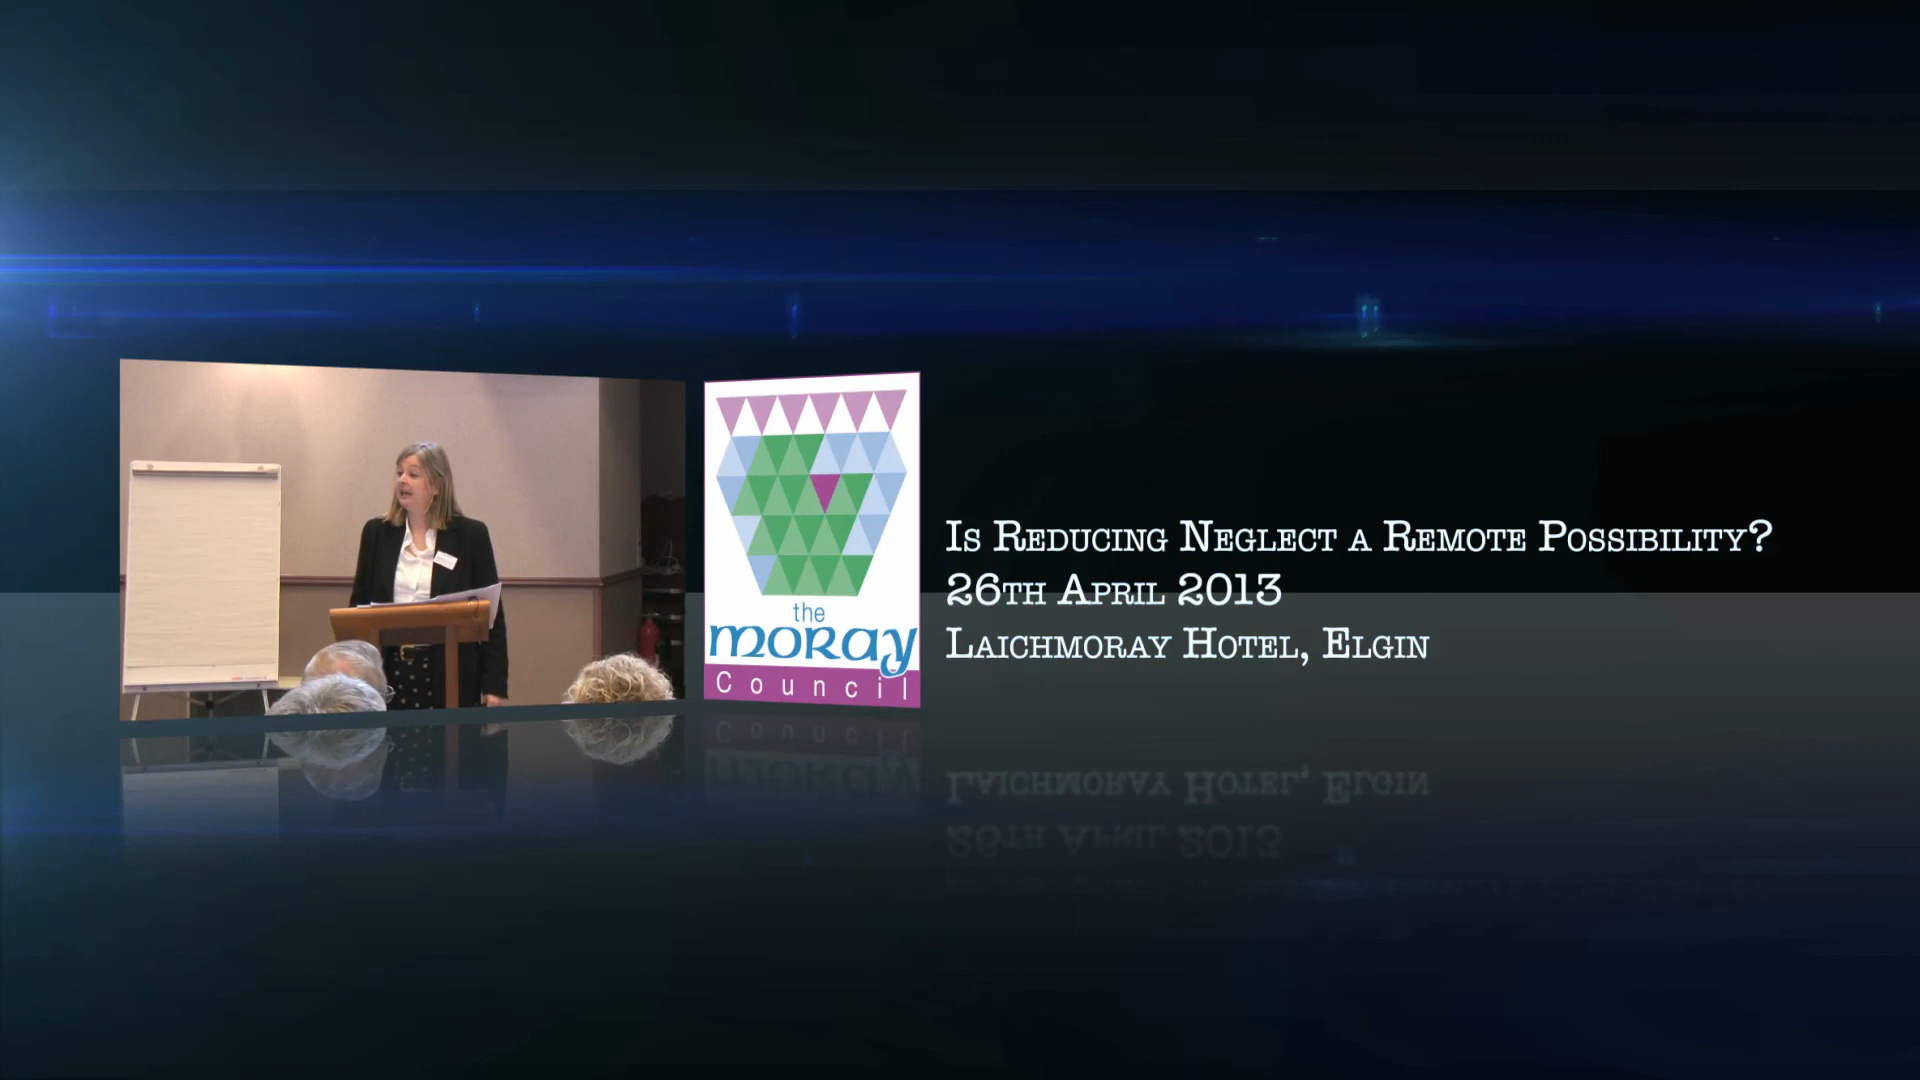 the
moray
Council
Is Reducing Neglect a Remote Possibility?
26th April 2013
Laichmoray Hotel, Elgin